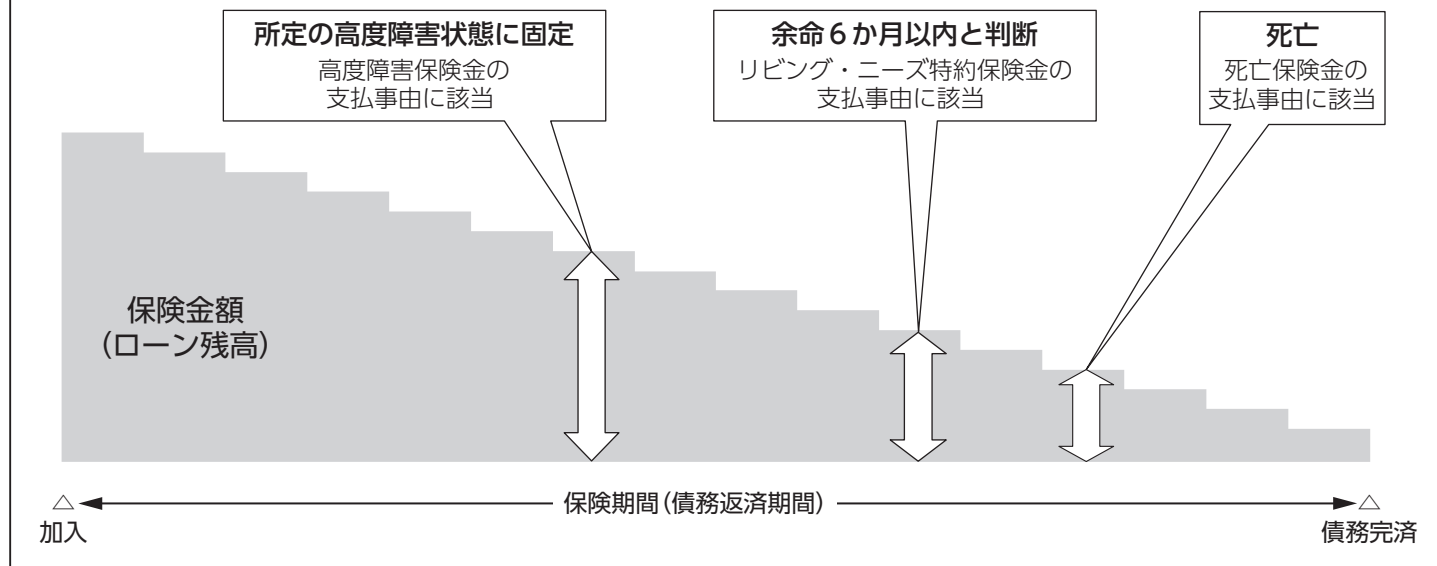 所定の高度障害状態に固定
高度障害保険金の
支払事由に該当
余命6か月以内と判断
リビング・ニーズ特約保険金の
支払事由に該当
死亡
死亡保険金の
支払事由に該当
保険金額
(ローン残高)
△
保険期間(債務返済期間)
△
加入
債務完済